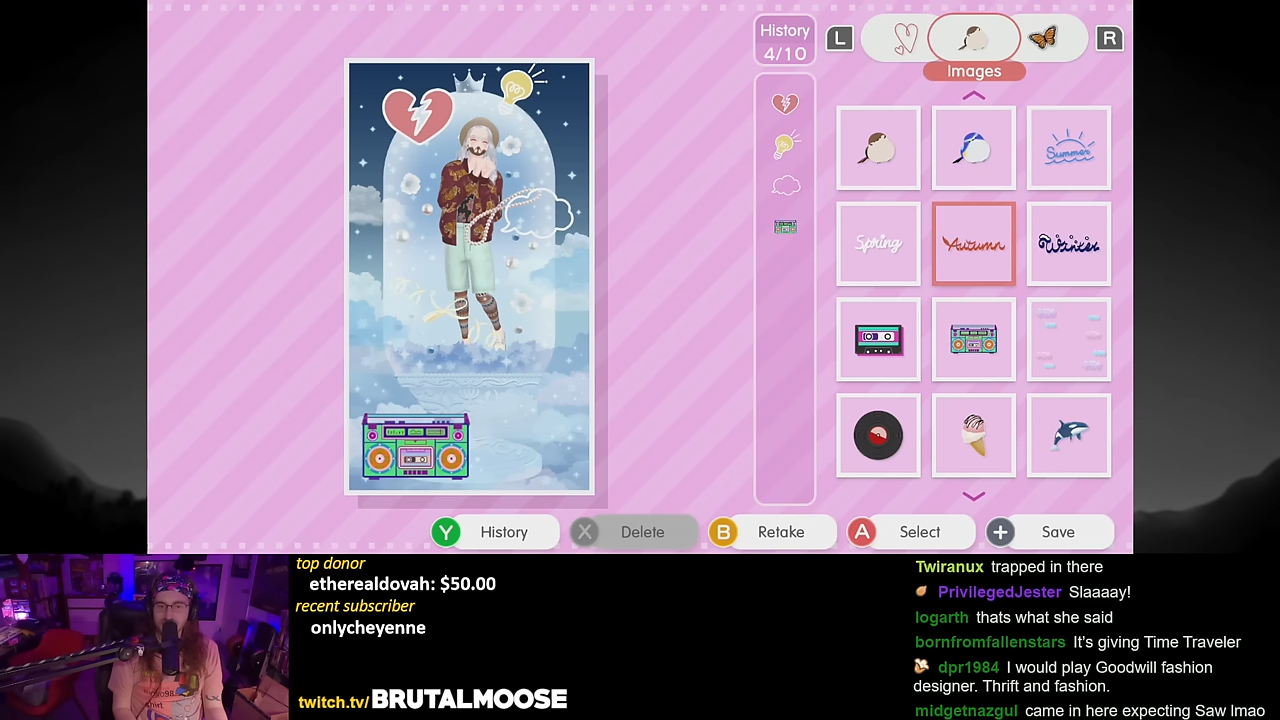 History
4/10
L
R
Images
Summer
Spring
Autumn
Winter
Y
History
X
Delete
B
Retake
A
Select
+
Save
top donor
etherealdovah: $50.00
recent subscriber
onlycheyenne
twitch.tv/BRUTALMOOSE
Twiranux trapped in there
PrivilegedJester Slaaaay!
logarth thats what she said
bornfromfallenstars It's giving Time Traveler
dpr1984 I would play Goodwill fashion
designer. Thrift and fashion.
midgetnazgul came in here expecting Saw lmao